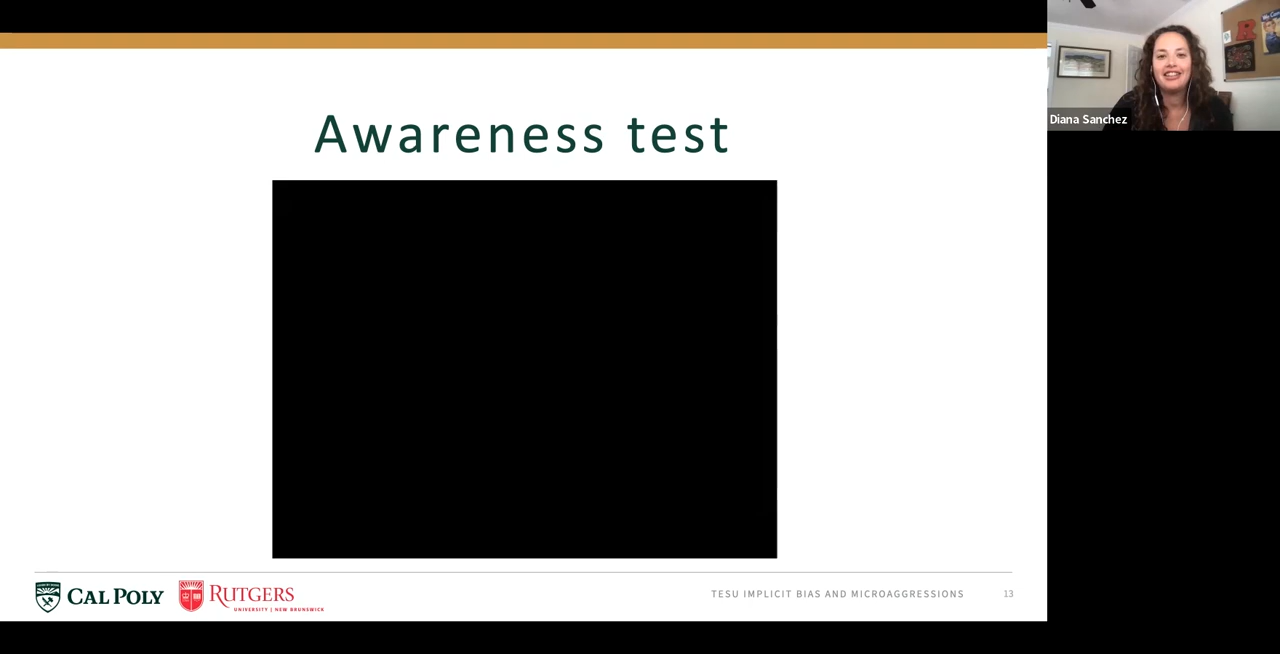 Awareness test
Diana Sanchez
CAL POLY
RUTGERS
UNIVERSITY | NEW BRUNSWICK
TESU IMPLICIT BIAS AND MICROAGGRESSIONS
13
R